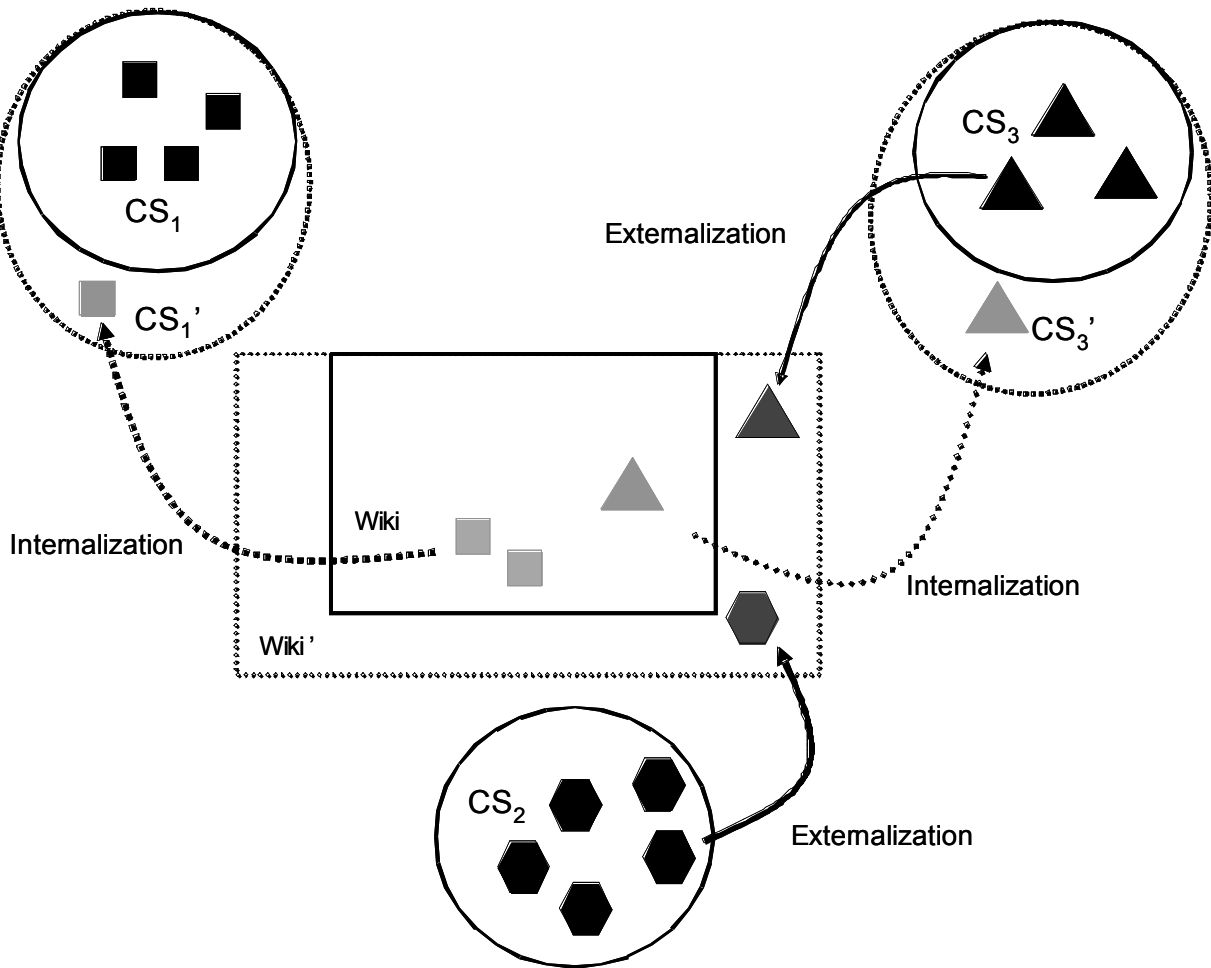 CS₃
CS₁
Externalization
CS₁’
CS₃’
Wiki
Internalization
Internalization
Wiki ’
CS₂
Externalization